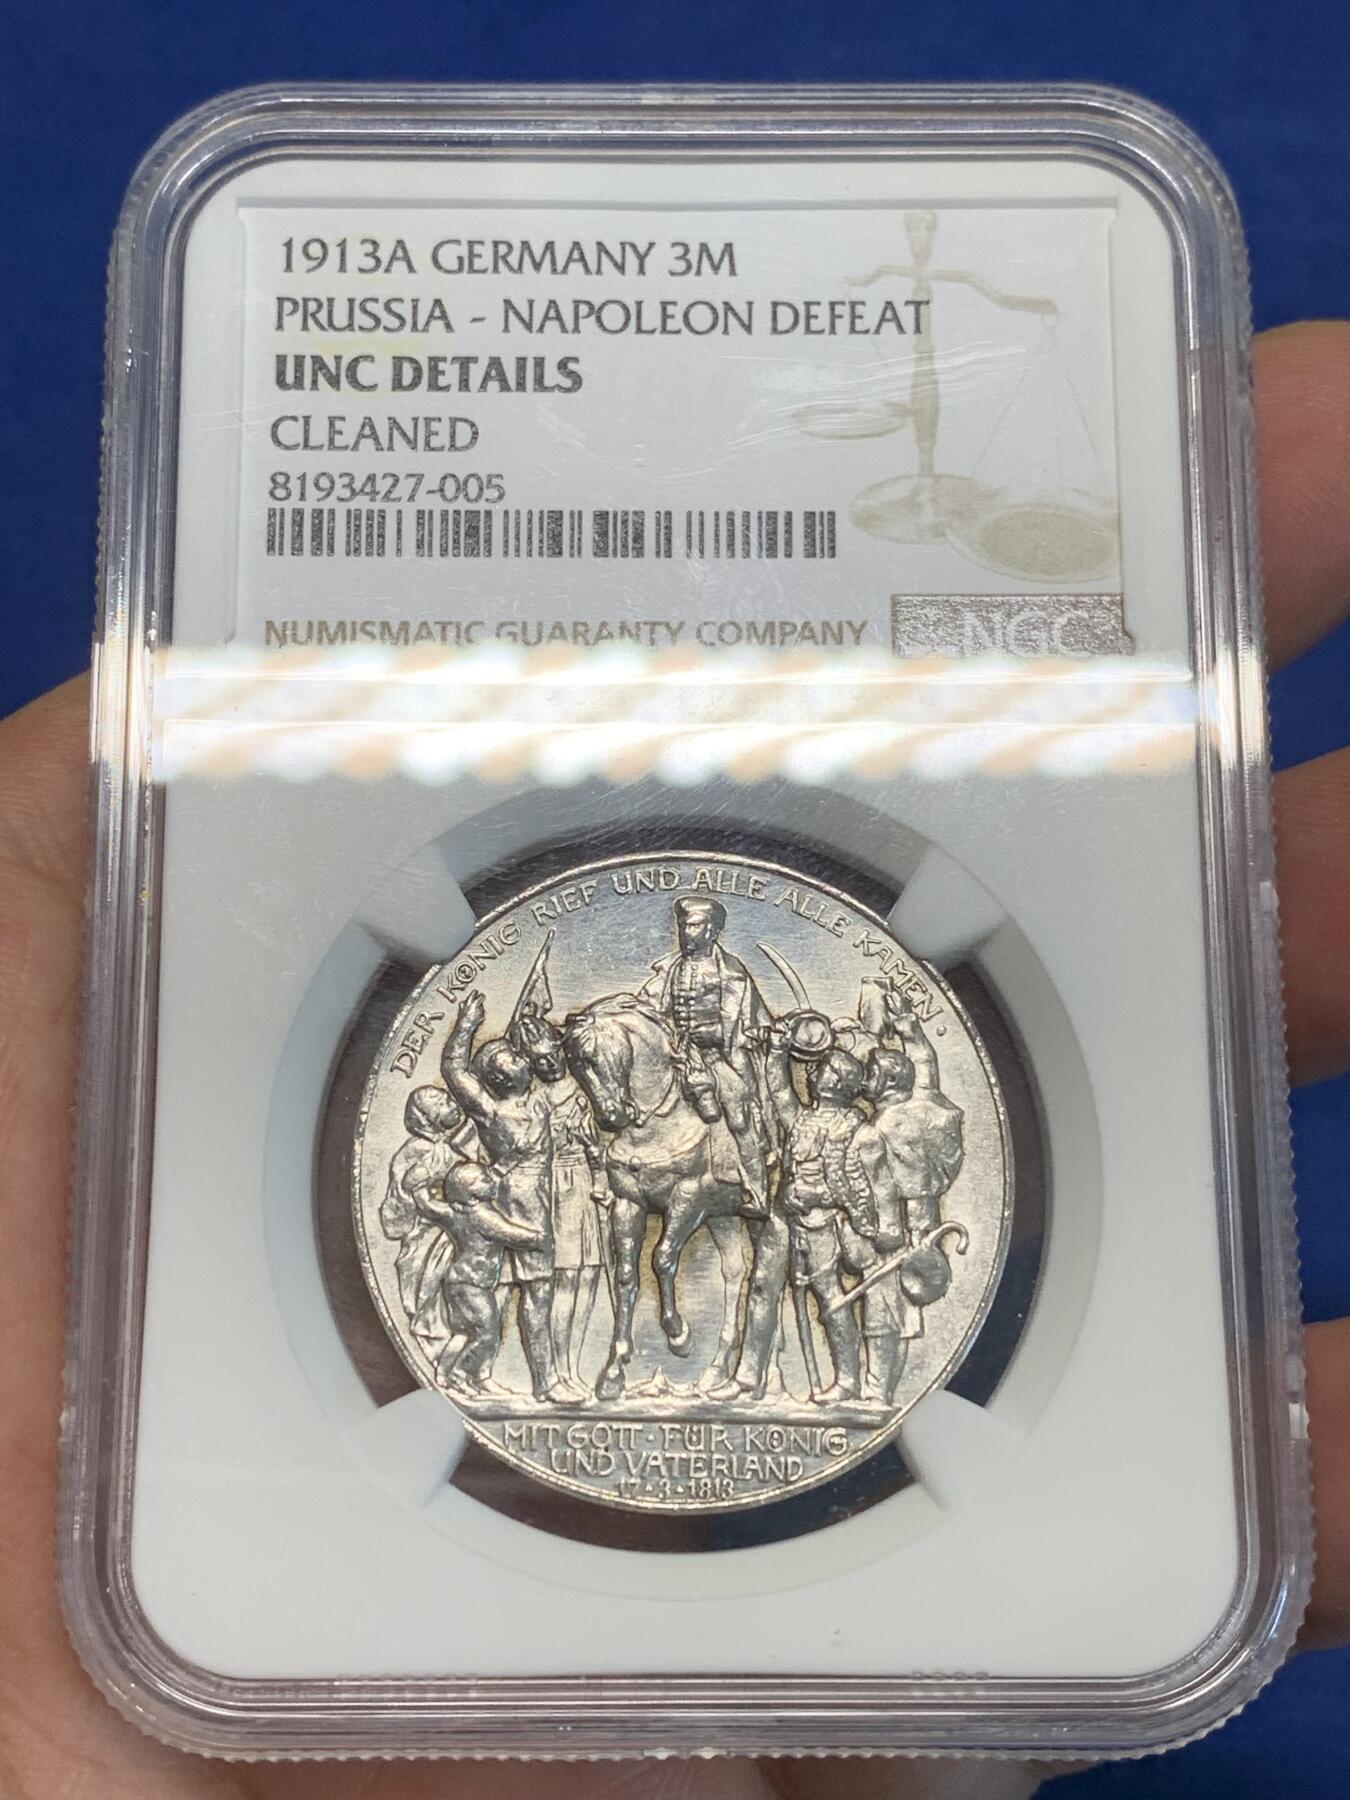 1913A GERMANY 3M
PRUSSIA - NAPOLEON DEFEAT
UNC DETAILS
CLEANED
8193427-005
NUMISMATIC GUARANTY COMPANY
NGC
DER KÖNIG RIEF UND ALLE ALLE KAMEN.
MIT GOTT · FÜR KÖNIG
UND VATERLAND
17·3·1813